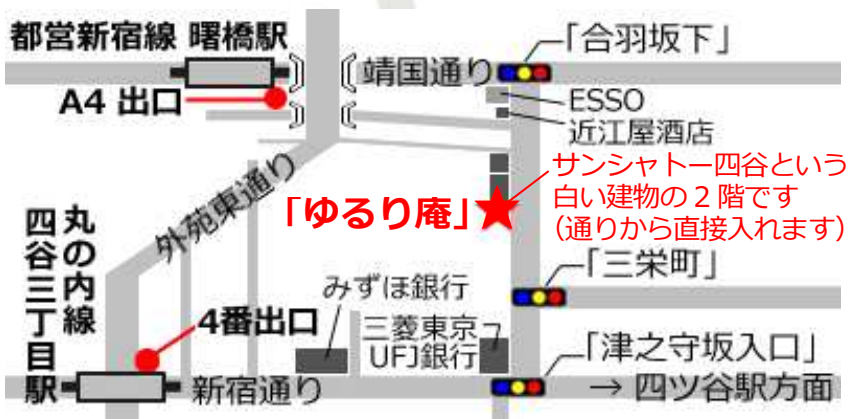 都営新宿線 曙橋駅
「合羽坂下」
靖国通り
A4 出口
ESSO
近江屋酒店
サンシャトー四谷という
白い建物の2階です
（通りから直接入れます）
「ゆるり庵」
外苑東通り
丸の内線
四谷三丁目駅
「三栄町」
みずほ銀行
4番出口
三菱東京
UFJ銀行
「津之守坂入口」
新宿通り
→ 四ツ谷駅方面